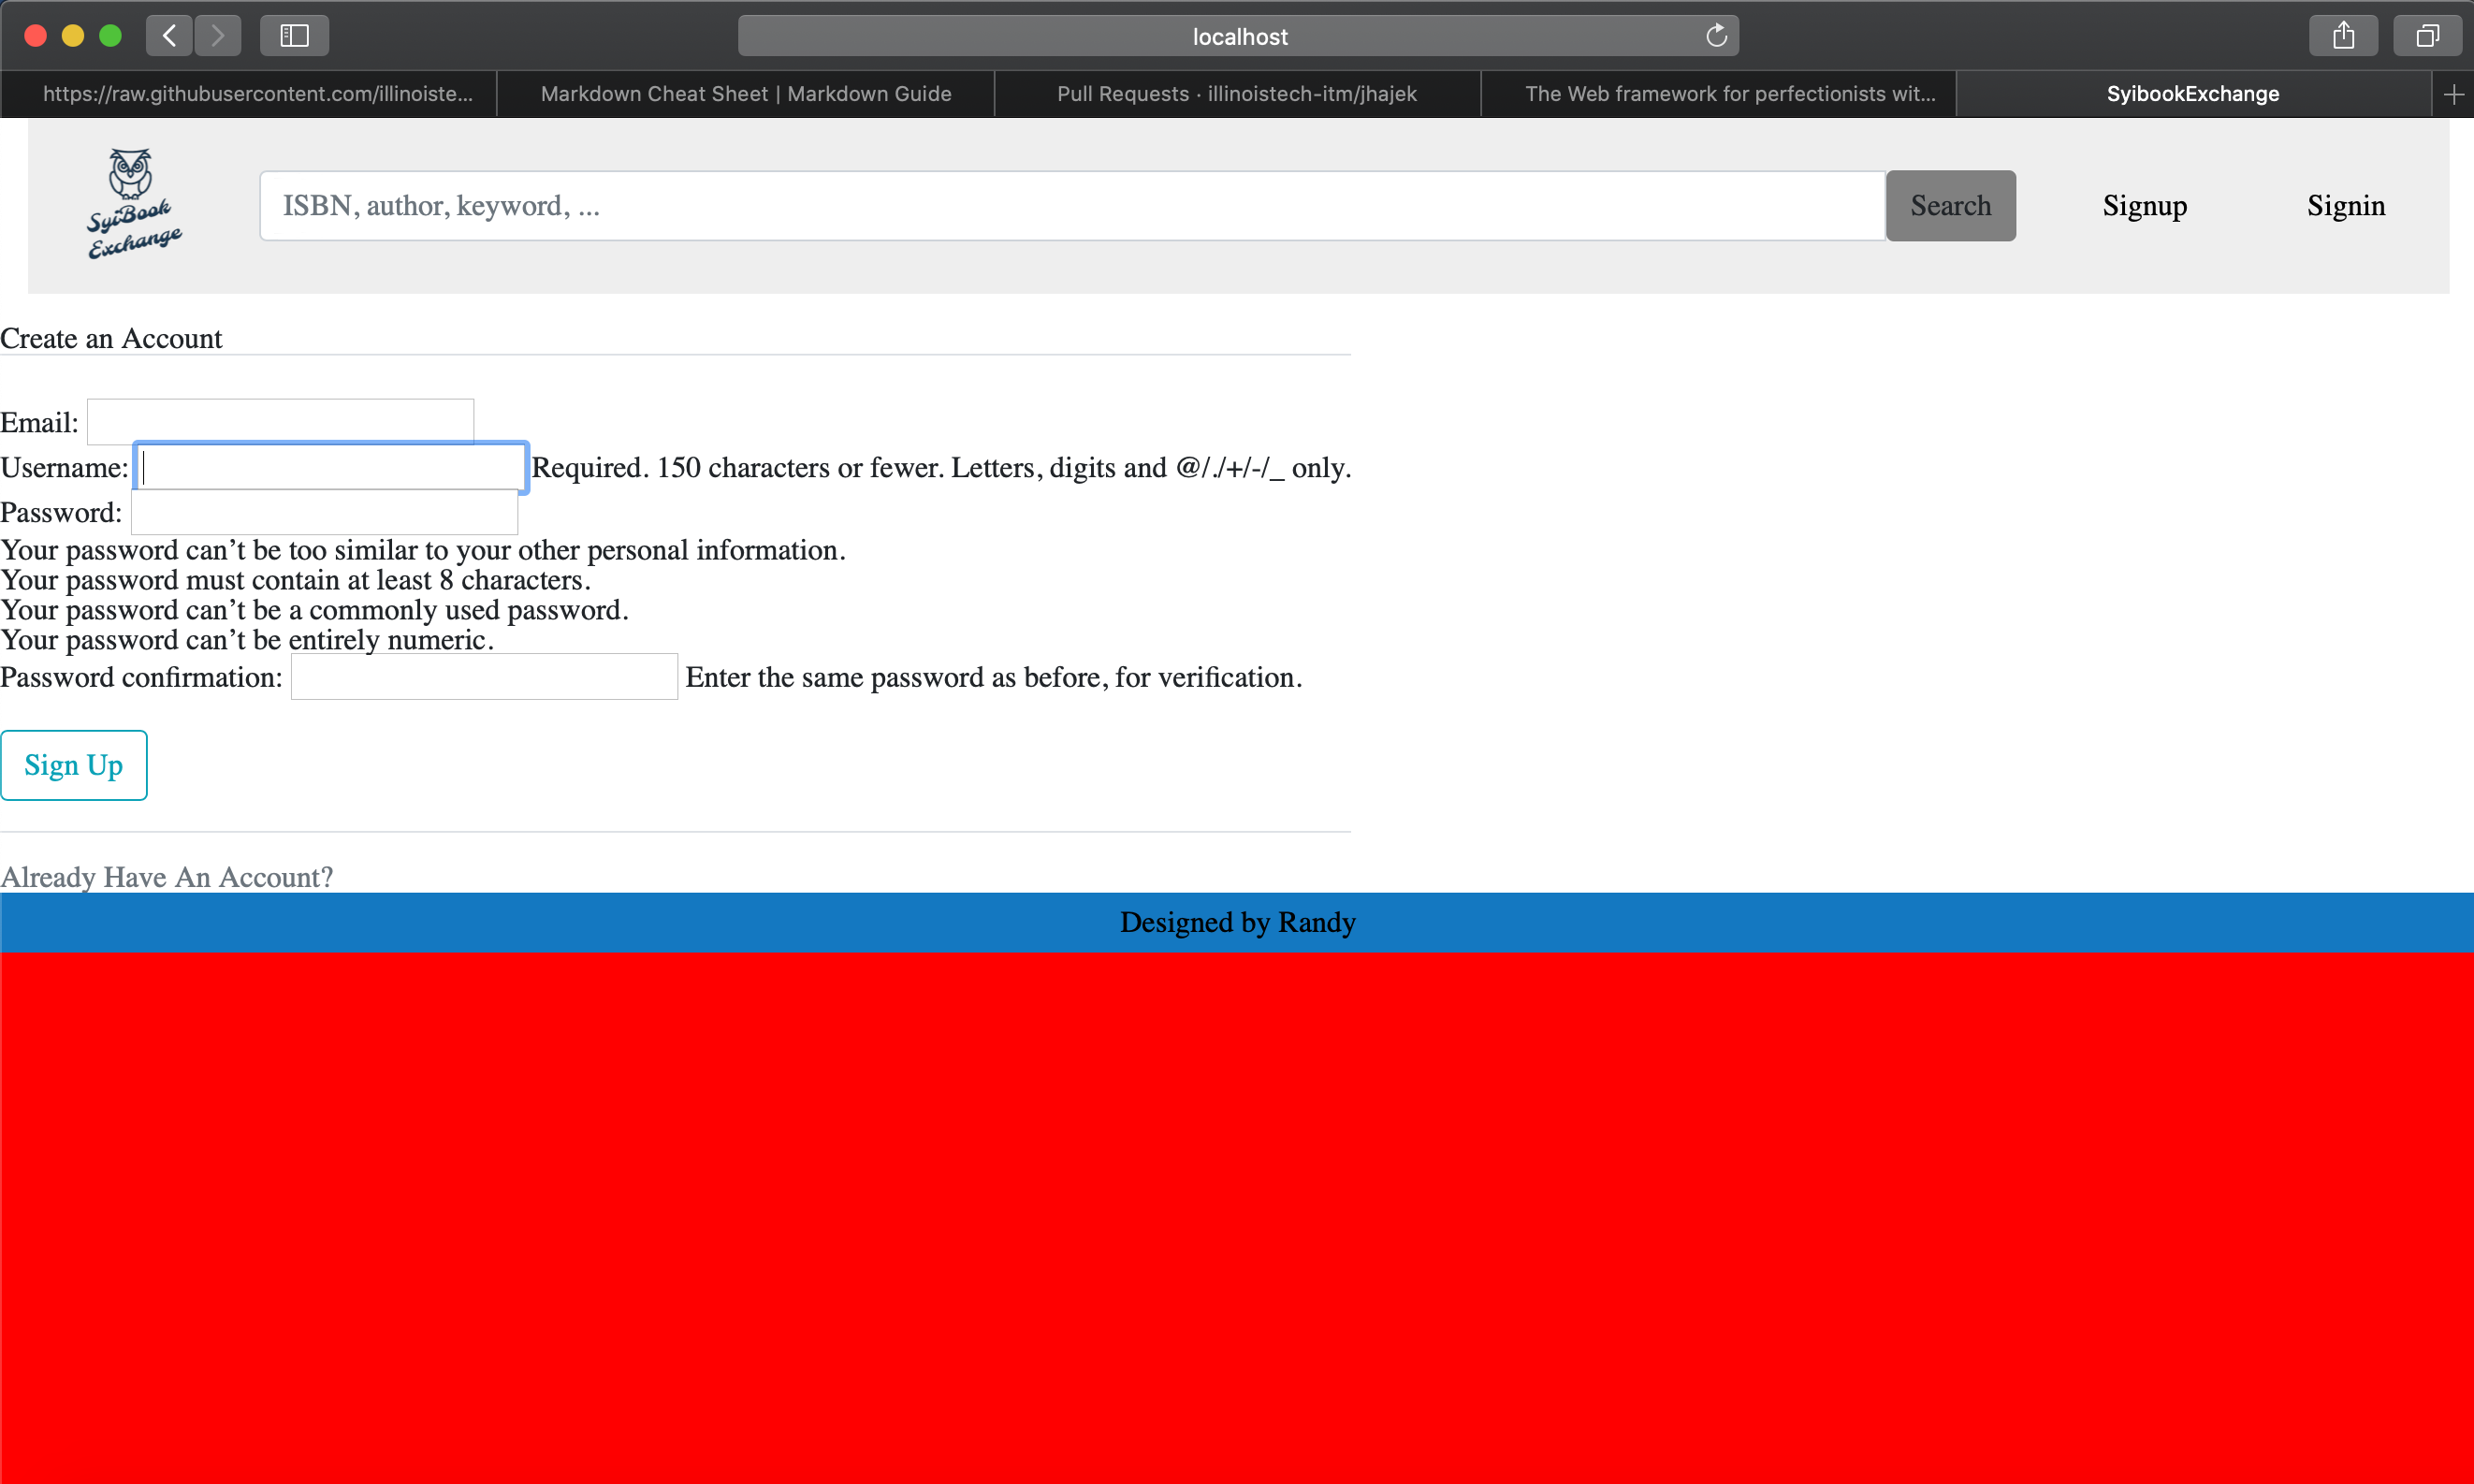 localhost
https://raw.githubusercontent.com/illinoiste...
Markdown Cheat Sheet | Markdown Guide
Pull Requests · illinoistech-itm/jhajek
The Web framework for perfectionists wit...
SyibookExchange
SyiBook
Exchange
ISBN, author, keyword, ...
Search
Signup
Signin
Create an Account
Email:
Username: Required. 150 characters or fewer. Letters, digits and @/./+/-/_ only.
Password:
Your password can’t be too similar to your other personal information.
Your password must contain at least 8 characters.
Your password can’t be a commonly used password.
Your password can’t be entirely numeric.
Password confirmation: Enter the same password as before, for verification.
Sign Up
Already Have An Account?
Designed by Randy